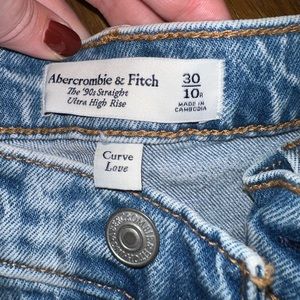 Abercrombie & Fitch
The '90s Straight
Ultra High Rise
30
10R
MADE IN
CAMBODIA
Curve
Love